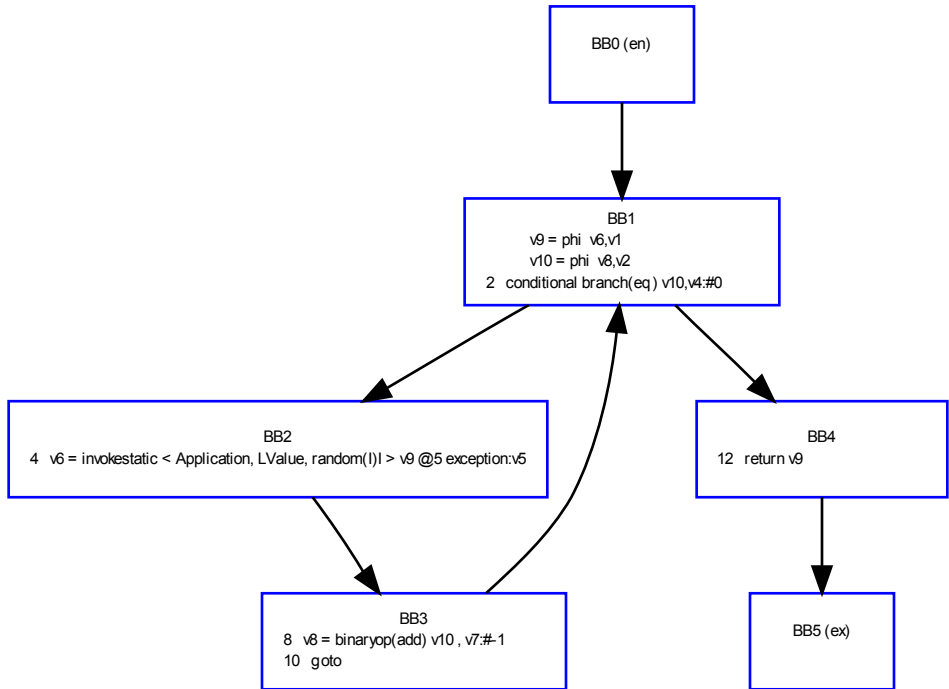 BB0 (en)
BB1
v9 = phi v6,v1
v10 = phi v8,v2
2 conditional branch(eq) v10,v4:#0
BB2
4 v6 = invokestatic < Application, LValue, random(I)I > v9 @5 exception:v5
BB4
12 return v9
BB3
8 v8 = binaryop(add) v10 , v7:#-1
10 goto
BB5 (ex)